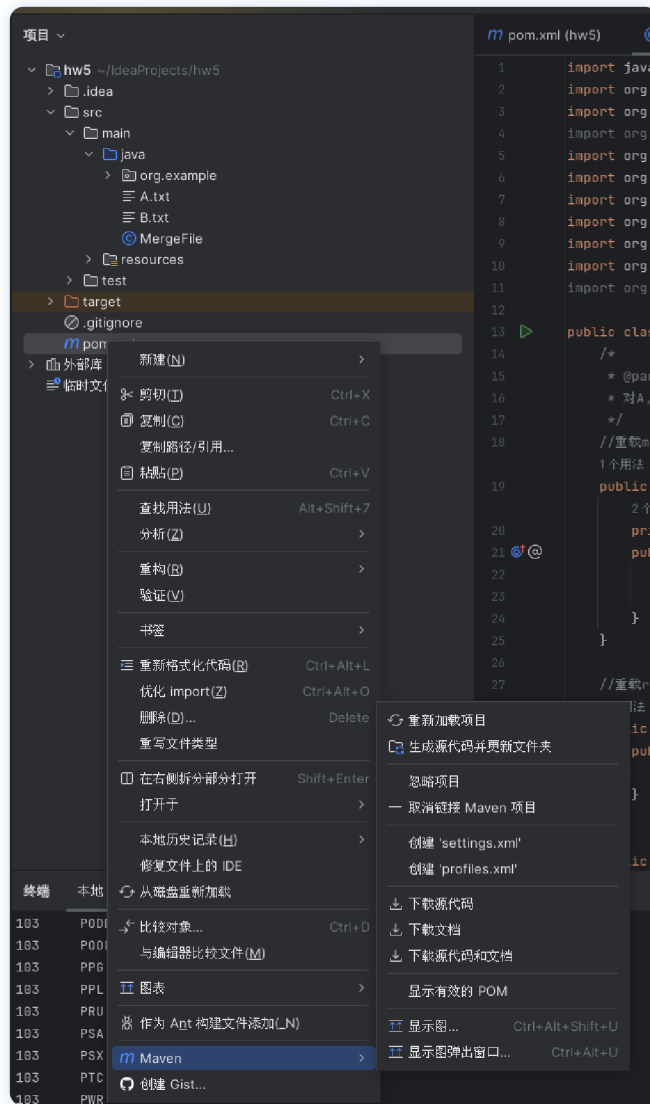 项目
pom.xml (hw5)
hw5 ~/IdeaProjects/hw5
.idea
src
main
java
org.example
A.txt
B.txt
MergeFile
resources
test
target
.gitignore
外部库
新建(N)
剪切(T) Ctrl+X
复制(C) Ctrl+C
复制路径/引用...
粘贴(P) Ctrl+V
查找用法(U) Alt+Shift+7
分析(Z)
重构(R)
验证(V)
书签
重新格式化代码(R) Ctrl+Alt+L
优化 import(Z) Ctrl+Alt+O
删除(D)... Delete
重写文件类型
在右侧拆分部分打开 Shift+Enter
打开于
本地历史记录(H)
修复文件上的 IDE
从磁盘重新加载
比较对象... Ctrl+D
与编辑器比较文件(M)
图表
作为 Ant 构建文件添加(_N)
Maven
创建 Gist...
重新加载项目
生成源代码并更新文件夹
忽略项目
取消链接 Maven 项目
创建 'settings.xml'
创建 'profiles.xml'
下载源代码
下载文档
下载源代码和文档
显示有效的 POM
显示图... Ctrl+Alt+Shift+U
显示图弹出窗口... Ctrl+Alt+U
1 import
2 import org
3 import org
4 import org
5 import org
6 import org
7 import org
8 import org
9 import org
10 import org
11 import org
12
13 public
14 /*
15 *
16 * 对A,
17 */
18 //重载
1个用法
19 public
20
21
22
23
24 }
25 }
26
27 //重载
}
终端 本地
103
103
103 PPG
103 PPL
103 PRU
103 PSA
103 PSX
103 PTC
103 PWR